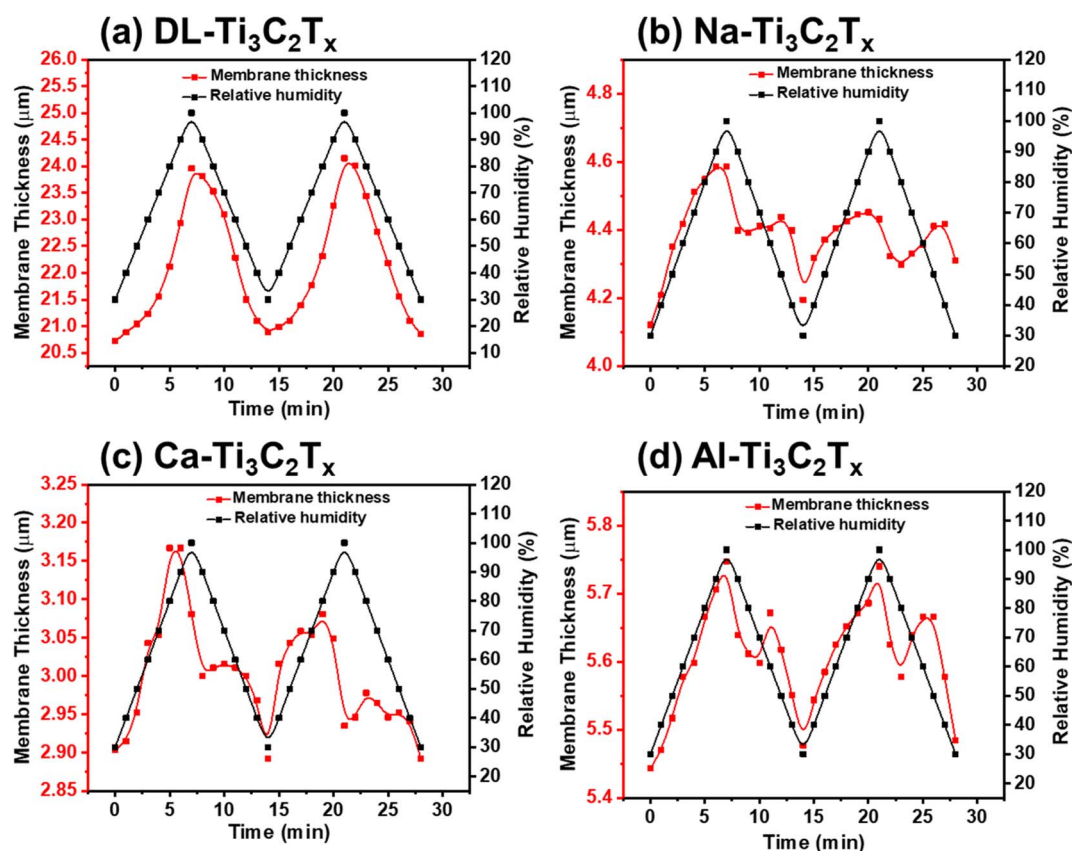 (a) DL-Ti₃C₂Tₓ
Membrane thickness
Relative humidity
Membrane Thickness (μm)
26.0
25.5
25.0
24.5
24.0
23.5
23.0
22.5
22.0
21.5
21.0
20.5
120
110
100
90
80
70
60
50
40
30
20
10
Relative Humidity (%)
0 5 10 15 20 25 30
Time (min)
(b) Na-Ti₃C₂Tₓ
Membrane thickness
Relative humidity
Membrane Thickness (μm)
4.8
4.6
4.4
4.2
4.0
120
110
100
90
80
70
60
50
40
30
20
Relative Humidity (%)
0 5 10 15 20 25 30
Time (min)
(c) Ca-Ti₃C₂Tₓ
Membrane thickness
Relative humidity
Membrane Thickness (μm)
3.25
3.20
3.15
3.10
3.05
3.00
2.95
2.90
2.85
120
110
100
90
80
70
60
50
40
30
20
Relative Humidity (%)
0 5 10 15 20 25 30
Time (min)
(d) Al-Ti₃C₂Tₓ
Membrane thickness
Relative humidity
Membrane Thickness (μm)
5.8
5.7
5.6
5.5
5.4
120
110
100
90
80
70
60
50
40
30
20
Relative Humidity (%)
0 5 10 15 20 25 30
Time (min)